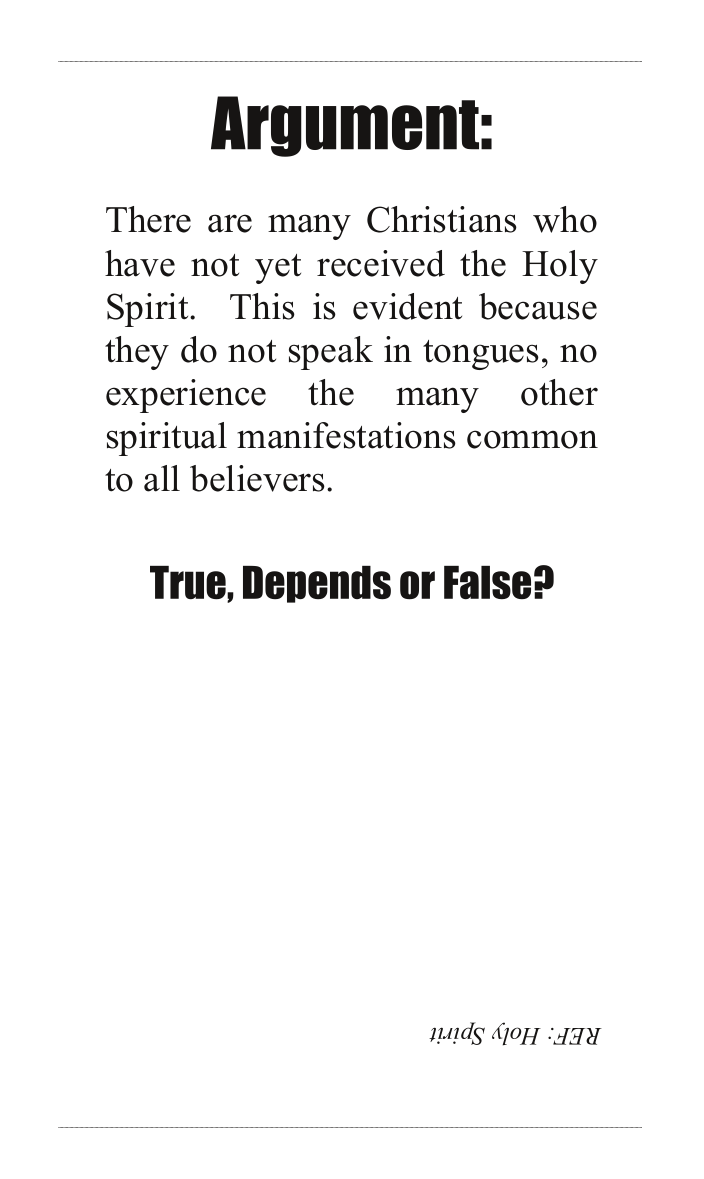 Argument:
There are many Christians who
have not yet received the Holy
Spirit. This is evident because
they do not speak in tongues, no
experience the many other
spiritual manifestations common
to all believers.
True, Depends or False?
REF: Holy Spirit